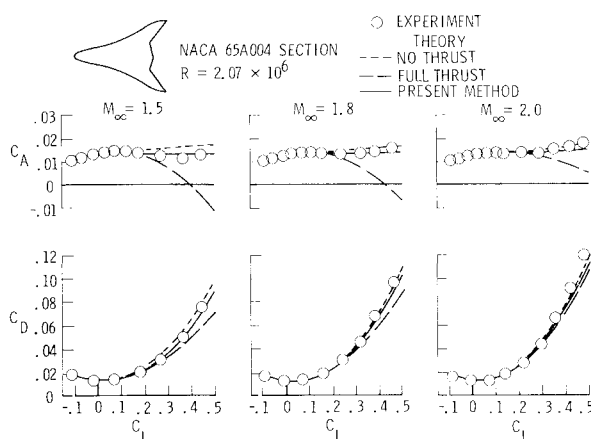 EXPERIMENT
THEORY
NO THRUST
FULL THRUST
PRESENT METHOD
NACA 65A004 SECTION
R = 2.07 × 10⁶
M∞ = 1.5
M∞ = 1.8
M∞ = 2.0
C_A
.03
.02
.01
0
-.01
C_D
.12
.10
.08
.06
.04
.02
0
-.1 0 .1 .2 .3 .4 .5
-.1 0 .1 .2 .3 .4 .5
-.1 0 .1 .2 .3 .4 .5
C_L
C_L
C_L